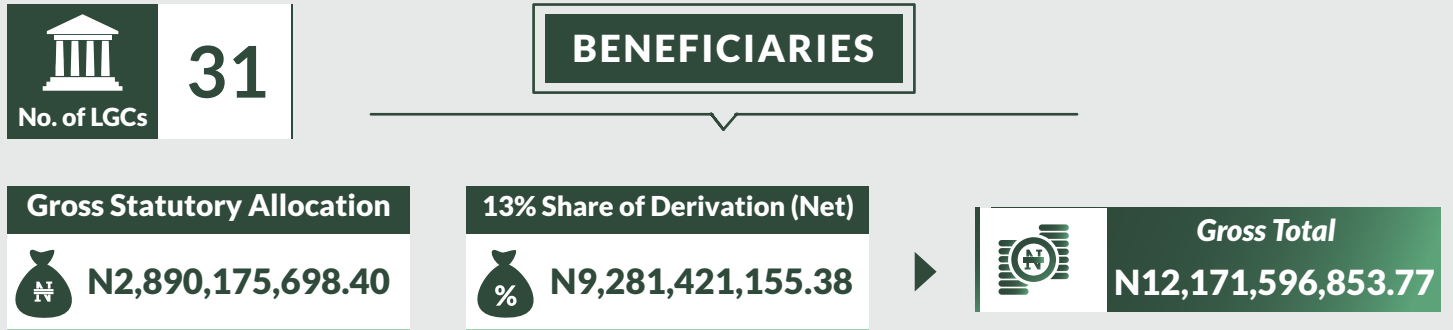 31
No. of LGCs
BENEFICIARIES
Gross Statutory Allocation
₦
N2,890,175,698.40
13% Share of Derivation (Net)
%
N9,281,421,155.38
₦
Gross Total
N12,171,596,853.77